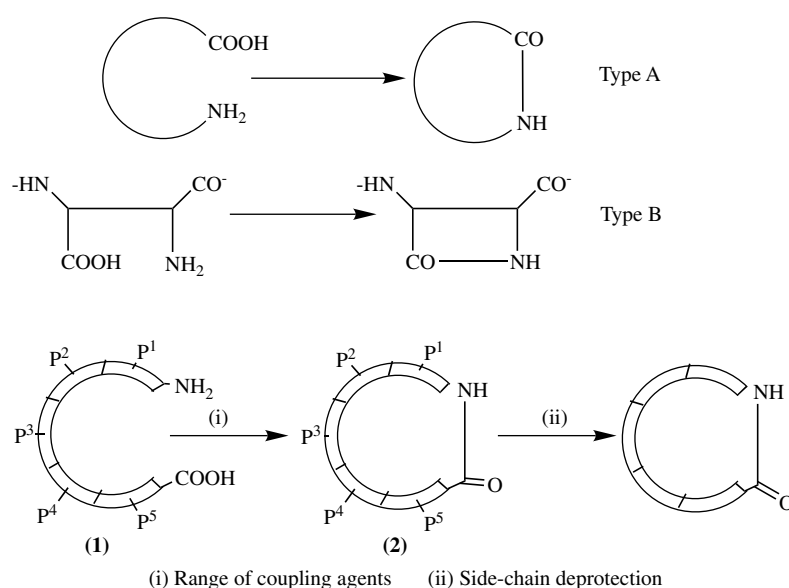 COOH CO
NH₂ NH Type A
-HN CO⁻ -HN CO⁻
COOH NH₂ CO NH Type B
P¹ P² P³ P⁴ P⁵ NH₂ COOH (i) P¹ P² P³ P⁴ P⁵ NH O (ii) NH O
(1) (2)
(i) Range of coupling agents (ii) Side-chain deprotection